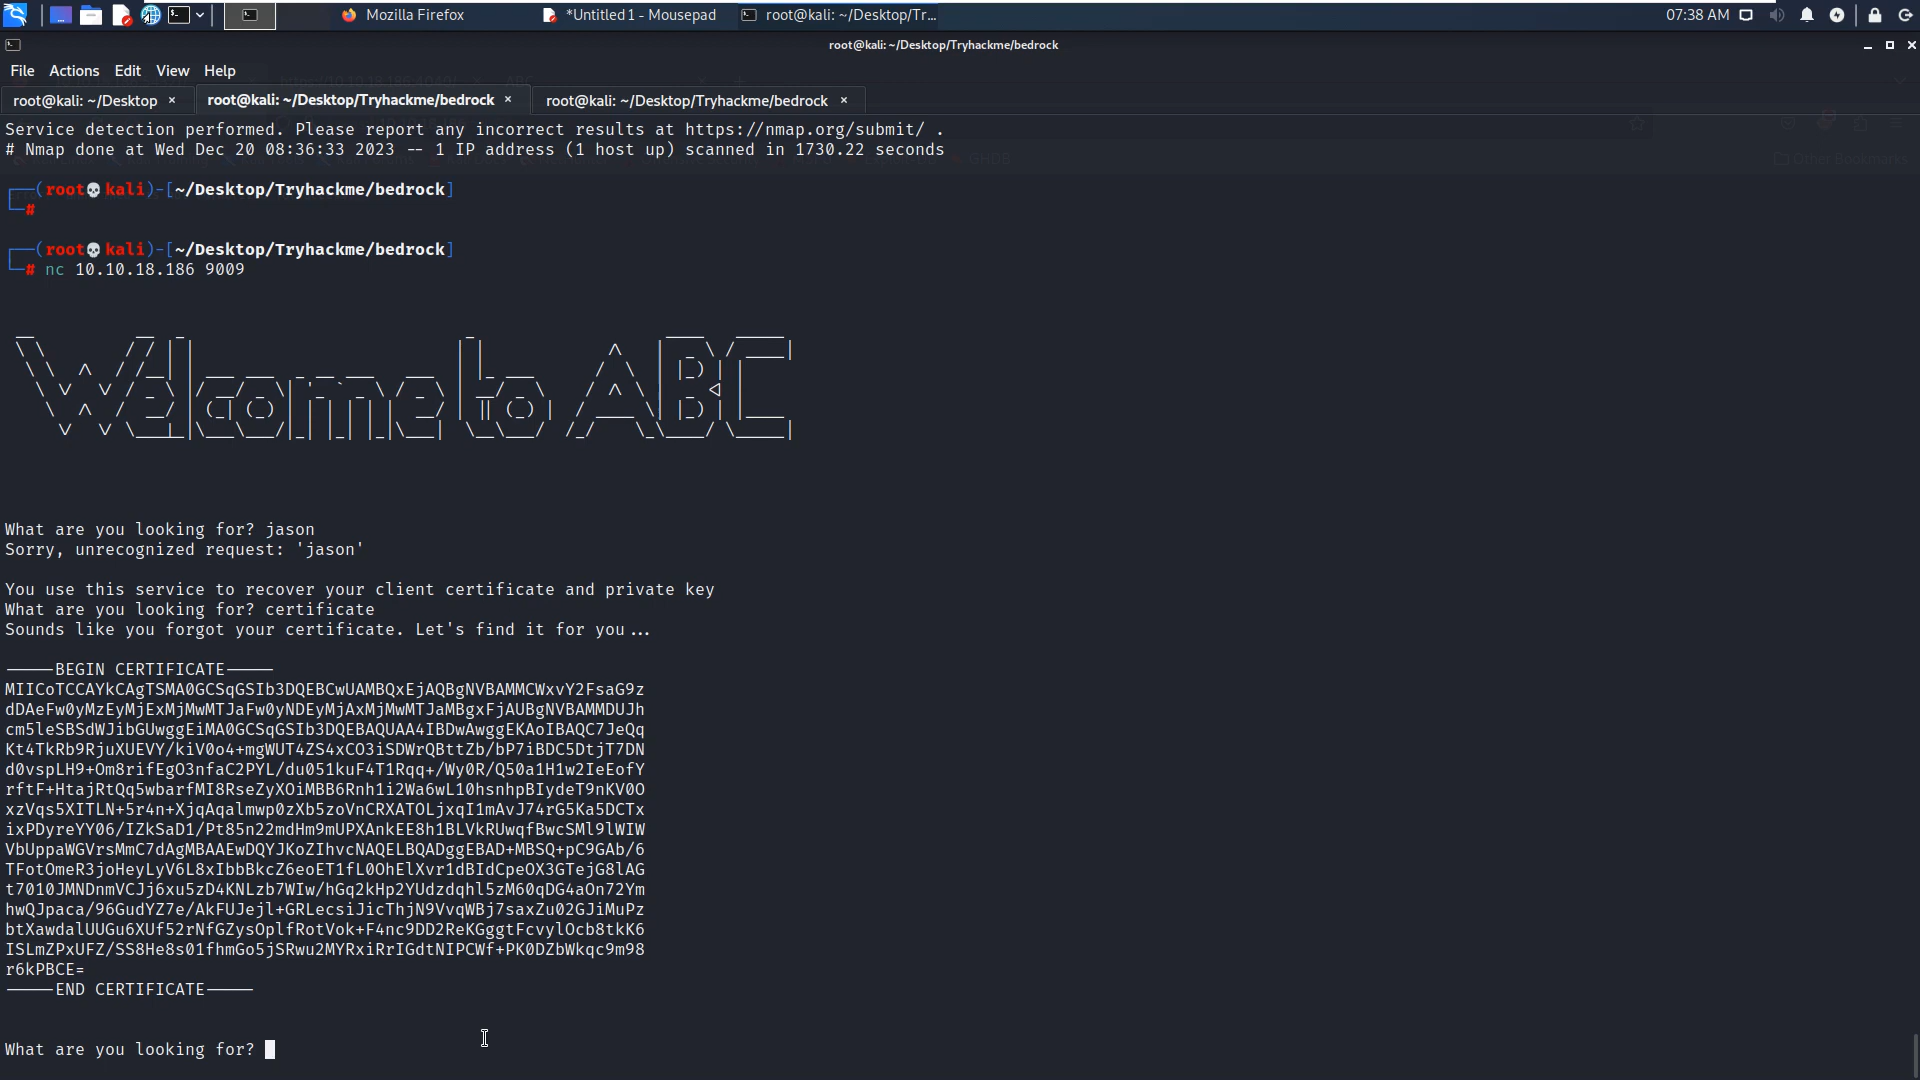 Mozilla Firefox
*Untitled 1 - Mousepad
root@kali: ~/Desktop/Tr...
07:38 AM
root@kali: ~/Desktop/Tryhackme/bedrock
File Actions Edit View Help
root@kali: ~/Desktop × root@kali: ~/Desktop/Tryhackme/bedrock × root@kali: ~/Desktop/Tryhackme/bedrock ×
Service detection performed. Please report any incorrect results at https://nmap.org/submit/ .
# Nmap done at Wed Dec 20 08:36:33 2023 -- 1 IP address (1 host up) scanned in 1730.22 seconds
┌──(root💀kali)-[~/Desktop/Tryhackme/bedrock]
└─#
┌──(root💀kali)-[~/Desktop/Tryhackme/bedrock]
└─# nc 10.10.18.186 9009
Welcome to ABC
What are you looking for? jason
Sorry, unrecognized request: 'jason'
You use this service to recover your client certificate and private key
What are you looking for? certificate
Sounds like you forgot your certificate. Let's find it for you...
-----BEGIN CERTIFICATE-----
MIICoTCCAYkCAgTSMA0GCSqGSIb3DQEBCwUAMBQxEjAQBgNVBAMMCWxvY2FsaG9z
dDAeFw0yMzEyMjExMjMwMTJaFw0yNDEyMjAxMjMwMTJaMBgxFjAUBgNVBAMMDUJh
cm5leSBSdWJibGUwggEiMA0GCSqGSIb3DQEBAQUAA4IBDwAwggEKAoIBAQC7JeQq
Kt4TkRb9RjuXUEVY/kiV0o4+mgWUT4ZS4xCO3iSDWrQBttZb/bP7iBDC5DtjT7DN
d0vspLH9+Om8rifEgO3nfaC2PYL/du051kuF4T1Rqq+/Wy0R/Q50a1H1w2IeEofY
rftF+HtajRtQq5wbarfMI8RseZyXOiMBB6Rnh1i2Wa6wL10hsnhpBIydeT9nKV0O
xzVqs5XITLN+5r4n+XjqAqalmwp0zXb5zoVnCRXATOLjxqI1mAvJ74rG5Ka5DCTx
ixPDyreYY06/IZkSaD1/Pt85n22mdHm9mUPXAnkEE8h1BLVkRUwqfBwcSMl9lWIW
VbUppaWGVrsMmC7dAgMBAAEwDQYJKoZIhvcNAQELBQADggEBAD+MBSQ+pC9GAb/6
TFotOmeR3joHeyLyV6L8xIbbBkcZ6eoET1fL0OhElXvr1dBIdCpeOX3GTejG8lAG
t7010JMNDnmVCJj6xu5zD4KNLzb7WIw/hGq2kHp2YUdzdqhl5zM60qDG4aOn72Ym
hwQJpaca/96GudYZ7e/AkFUJejl+GRLecsiJicThjN9VvqWBj7saxZu02GJiMuPz
btXawdalUUGu6XUf52rNfGZysOplfRotVok+F4nc9DD2ReKGggtFcvylOcb8tkK6
ISLmZPxUFZ/SS8He8s01fhmGo5jSRwu2MYRxiRrIGdtNIPCWf+PK0DZbWkqc9m98
r6kPBCE=
-----END CERTIFICATE-----
What are you looking for?